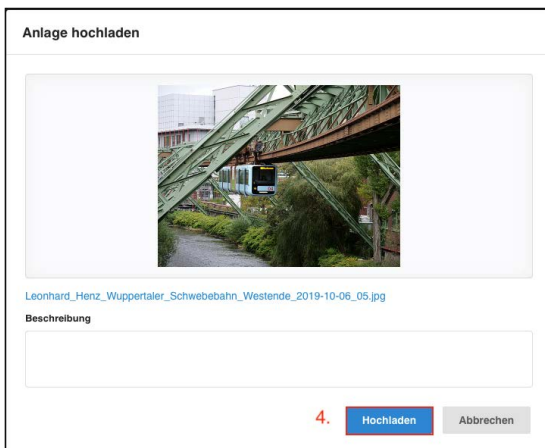 Anlage hochladen
Leonhard_Henz_Wuppertaler_Schwebebahn_Westende_2019-10-06_05.jpg
Beschreibung
4. Hochladen Abbrechen